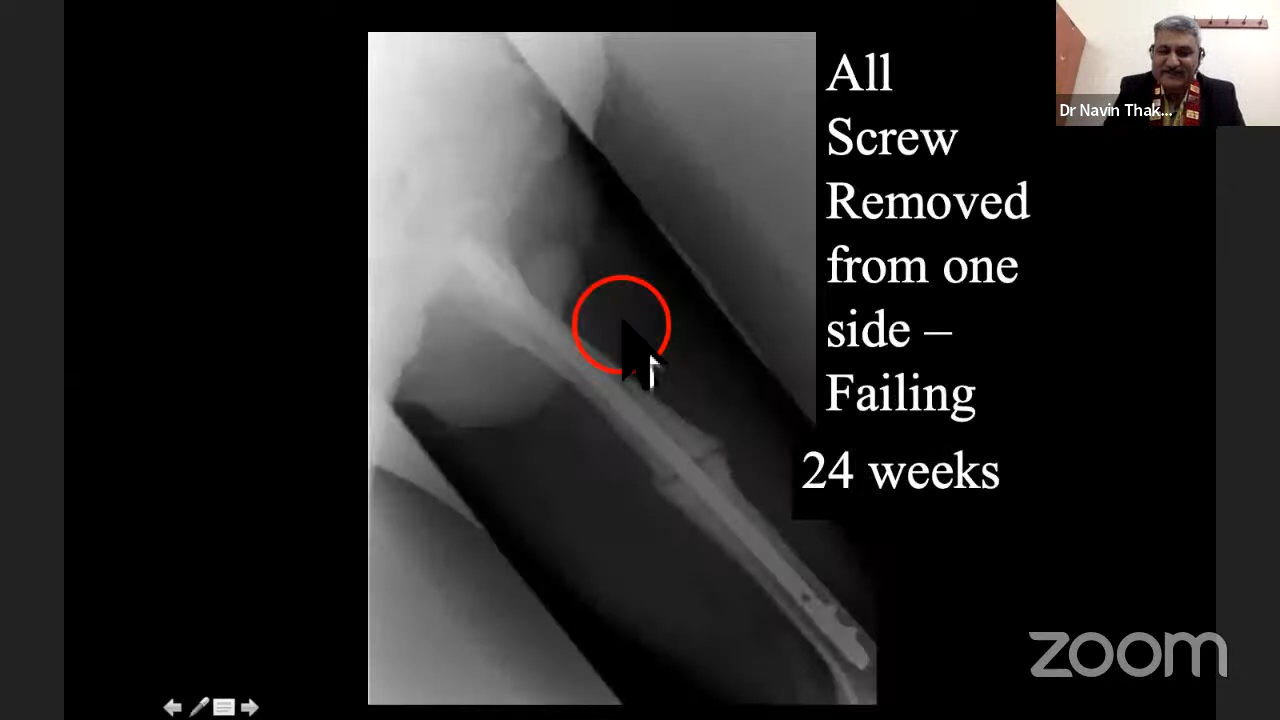 All
Screw
Removed
from one
side –
Failing
24 weeks
Dr Navin Thak...
zoom